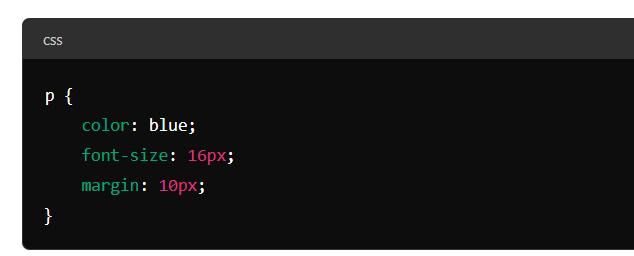 css
p {
    color: blue;
    font-size: 16px;
    margin: 10px;
}